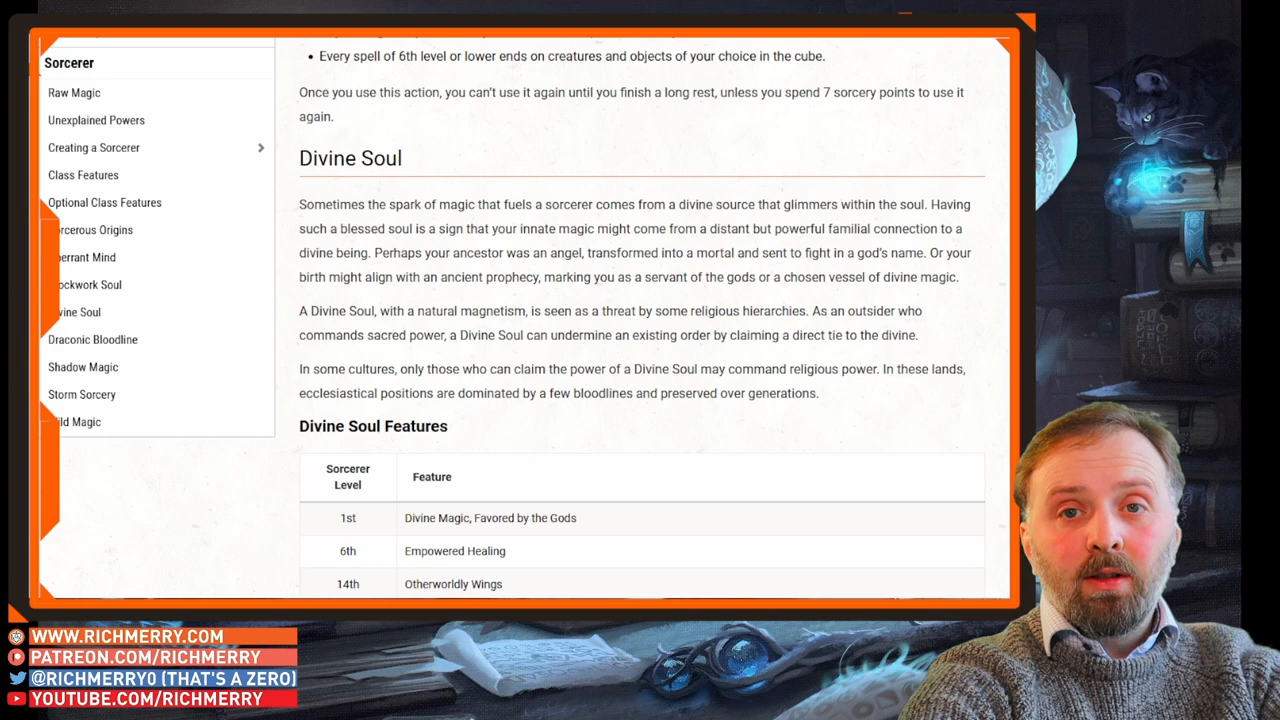 Sorcerer
Raw Magic
Unexplained Powers
Creating a Sorcerer
Class Features
Optional Class Features
orcerous Origins
berrant Mind
lockwork Soul
vine Soul
Draconic Bloodline
Shadow Magic
Storm Sorcery
ild Magic
• Every spell of 6th level or lower ends on creatures and objects of your choice in the cube.
Once you use this action, you can't use it again until you finish a long rest, unless you spend 7 sorcery points to use it
again.
Divine Soul
Sometimes the spark of magic that fuels a sorcerer comes from a divine source that glimmers within the soul. Having
such a blessed soul is a sign that your innate magic might come from a distant but powerful familial connection to a
divine being. Perhaps your ancestor was an angel, transformed into a mortal and sent to fight in a god's name. Or your
birth might align with an ancient prophecy, marking you as a servant of the gods or a chosen vessel of divine magic.
A Divine Soul, with a natural magnetism, is seen as a threat by some religious hierarchies. As an outsider who
commands sacred power, a Divine Soul can undermine an existing order by claiming a direct tie to the divine.
In some cultures, only those who can claim the power of a Divine Soul may command religious power. In these lands,
ecclesiastical positions are dominated by a few bloodlines and preserved over generations.
Divine Soul Features
Sorcerer
Level
Feature
1st Divine Magic, Favored by the Gods
6th Empowered Healing
14th Otherworldly Wings
WWW.RICHMERRY.COM
PATREON.COM/RICHMERRY
@RICHMERRY0 (THAT'S A ZERO)
YOUTUBE.COM/RICHMERRY